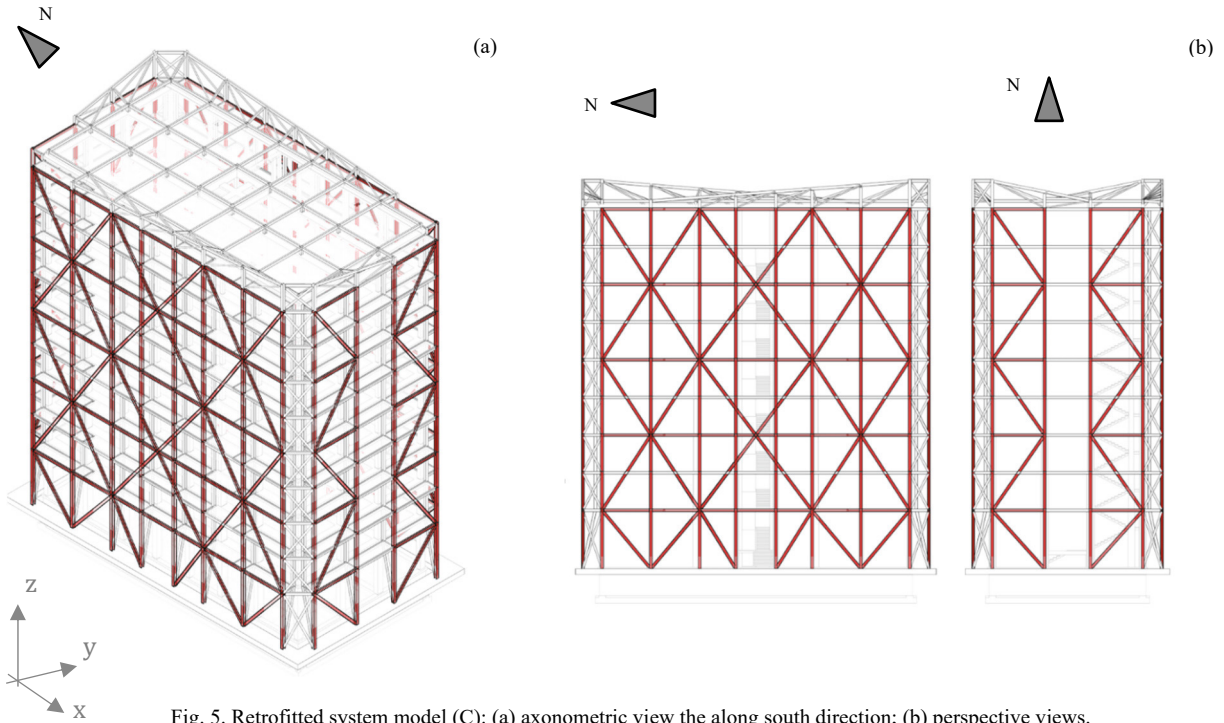 N
(a)
(b)
N
N
z
y
x
Fig. 5. Retrofitted system model (C): (a) axonometric view the along south direction; (b) perspective views.